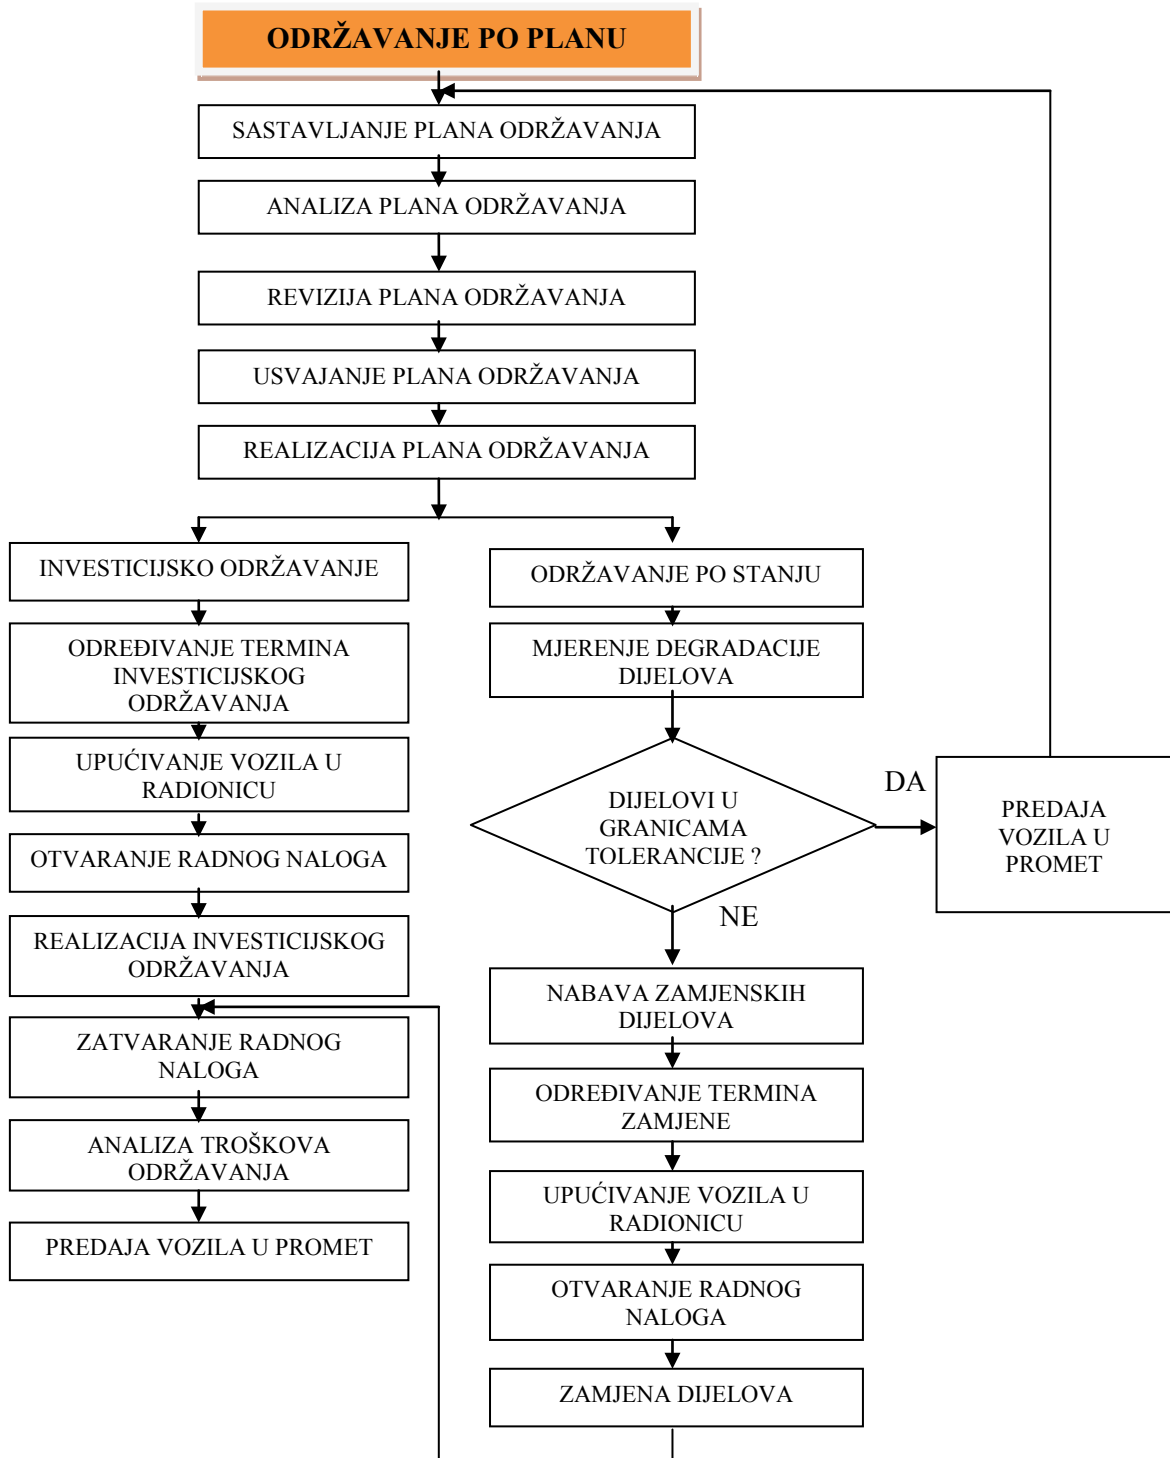 ODRŽAVANJE PO PLANU
SASTAVLJANJE PLANA ODRŽAVANJA
ANALIZA PLANA ODRŽAVANJA
REVIZIJA PLANA ODRŽAVANJA
USVAJANJE PLANA ODRŽAVANJA
REALIZACIJA PLANA ODRŽAVANJA
INVESTICIJSKO ODRŽAVANJE
ODREĐIVANJE TERMINA
INVESTICIJSKOG
ODRŽAVANJA
UPUĆIVANJE VOZILA U
RADIONICU
OTVARANJE RADNOG NALOGA
REALIZACIJA INVESTICIJSKOG
ODRŽAVANJA
ZATVARANJE RADNOG
NALOGA
ANALIZA TROŠKOVA
ODRŽAVANJA
PREDAJA VOZILA U PROMET
ODRŽAVANJE PO STANJU
MJERENJE DEGRADACIJE
DIJELOVA
DIJELOVI U
GRANICAMA
TOLERANCIJE ?
DA
PREDAJA
VOZILA U
PROMET
NE
NABAVA ZAMJENSKIH
DIJELOVA
ODREĐIVANJE TERMINA
ZAMJENE
UPUĆIVANJE VOZILA U
RADIONICU
OTVARANJE RADNOG
NALOGA
ZAMJENA DIJELOVA